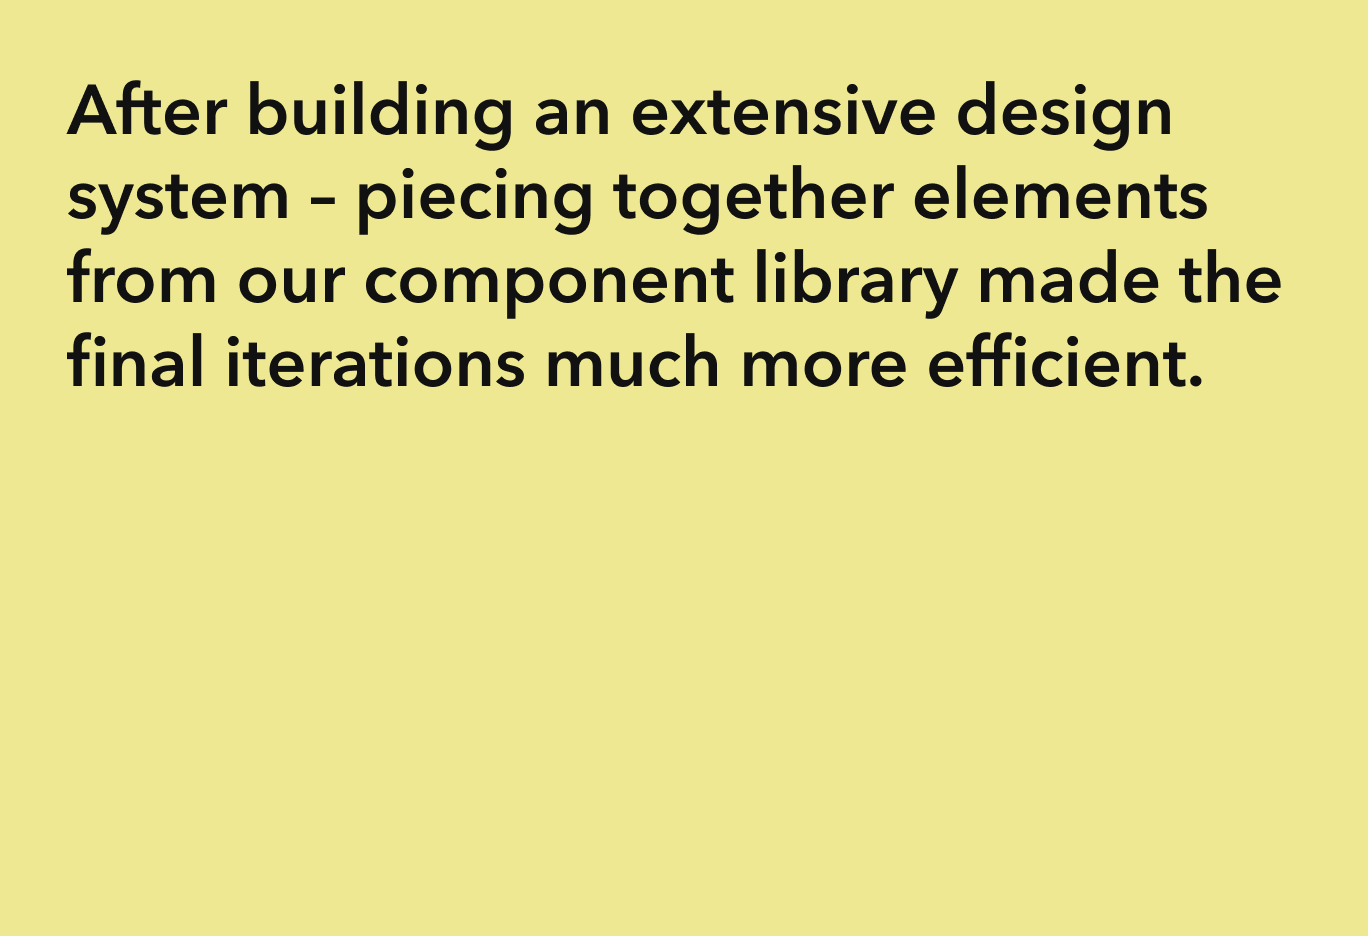 After building an extensive design
system – piecing together elements
from our component library made the
final iterations much more efficient.